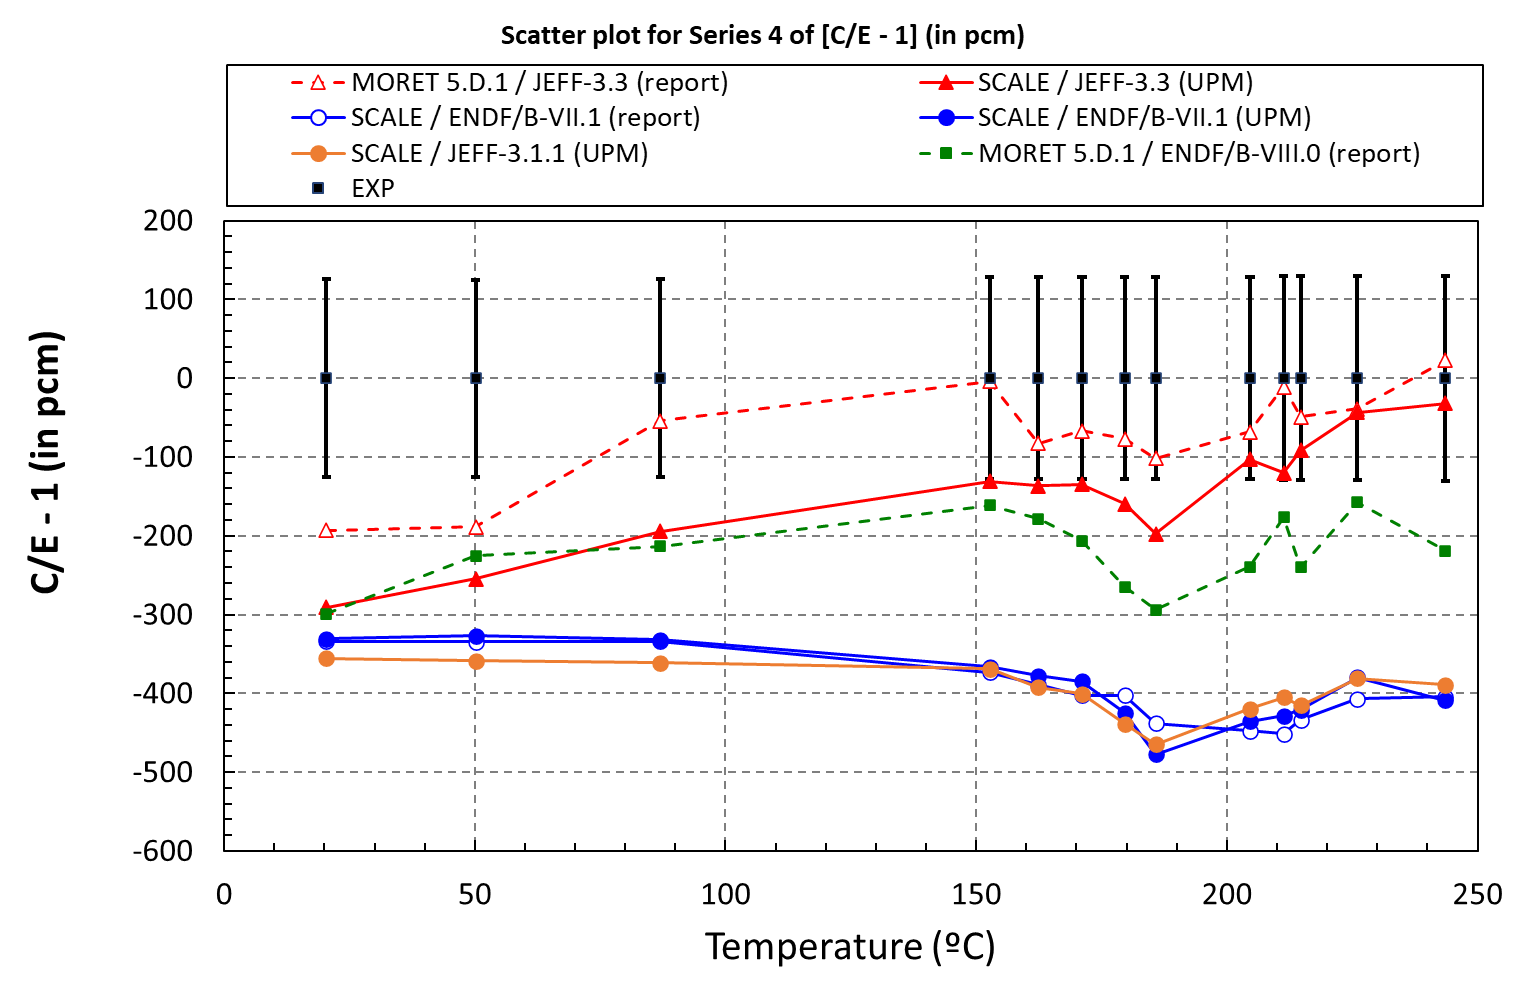 Scatter plot for Series 4 of [C/E - 1] (in pcm)
MORET 5.D.1 / JEFF-3.3 (report)
SCALE / JEFF-3.3 (UPM)
SCALE / ENDF/B-VII.1 (report)
SCALE / ENDF/B-VII.1 (UPM)
SCALE / JEFF-3.1.1 (UPM)
MORET 5.D.1 / ENDF/B-VIII.0 (report)
EXP
C/E - 1 (in pcm)
200
100
0
-100
-200
-300
-400
-500
-600
0
50
100
150
200
250
Temperature (ºC)